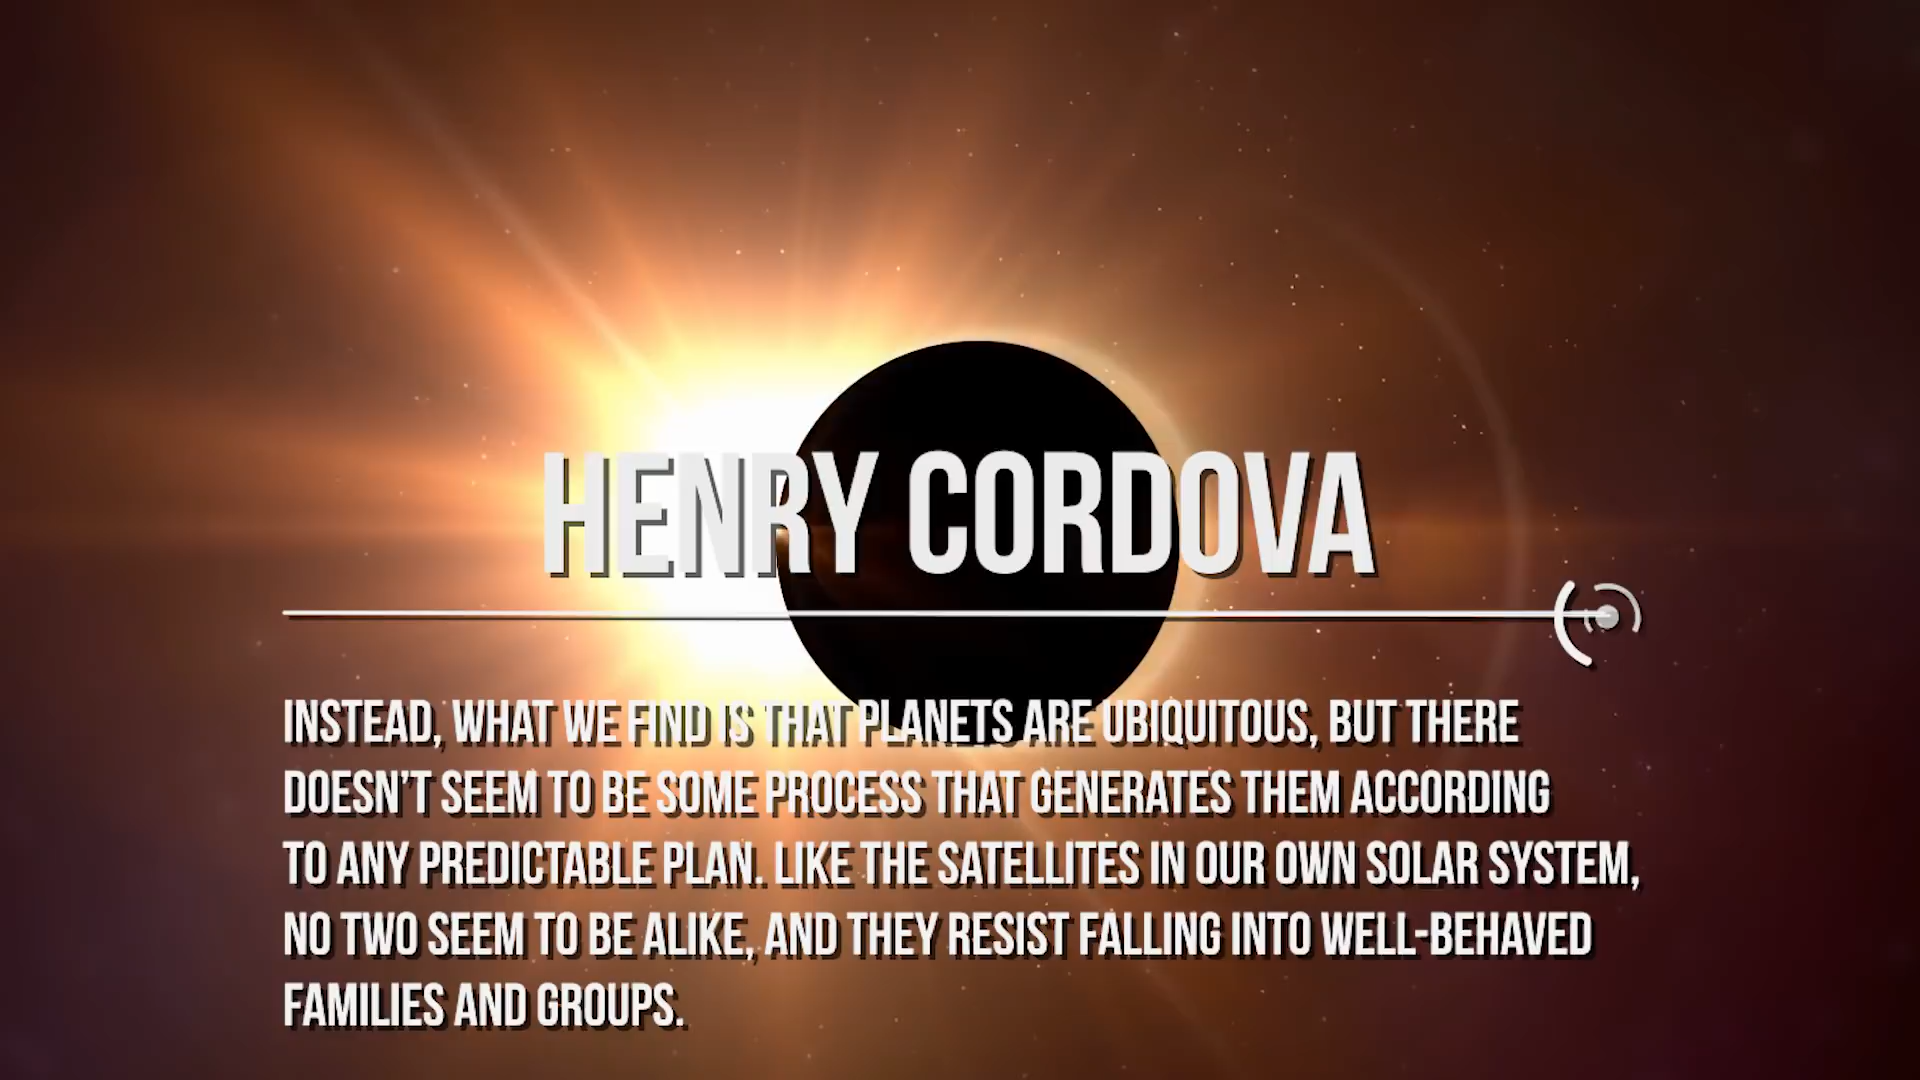 HENRY CORDOVA
INSTEAD, WHAT WE FIND IS THAT PLANETS ARE UBIQUITOUS, BUT THERE
DOESN'T SEEM TO BE SOME PROCESS THAT GENERATES THEM ACCORDING
TO ANY PREDICTABLE PLAN. LIKE THE SATELLITES IN OUR OWN SOLAR SYSTEM,
NO TWO SEEM TO BE ALIKE, AND THEY RESIST FALLING INTO WELL-BEHAVED
FAMILIES AND GROUPS.